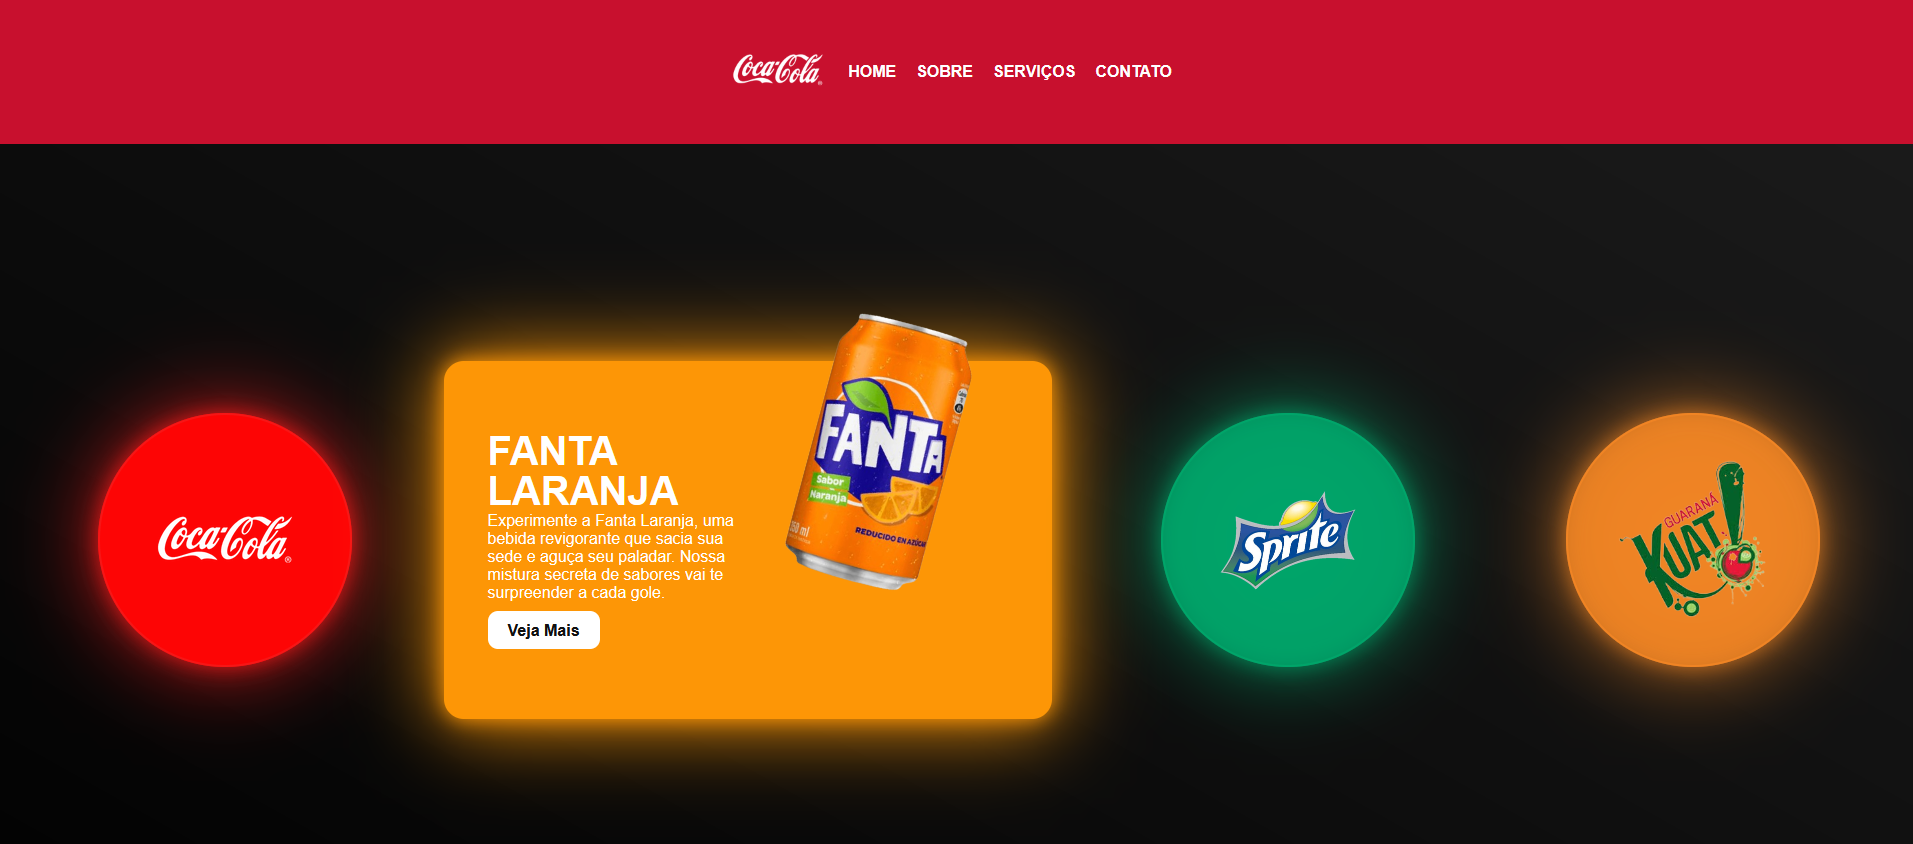 Coca-Cola HOME SOBRE SERVIÇOS CONTATO
Coca-Cola
FANTA
LARANJA
Experimente a Fanta Laranja, uma
bebida revigorante que sacia sua
sede e aguça seu paladar. Nossa
mistura secreta de sabores vai te
surpreender a cada gole.
Veja Mais
FANTA
Sabor
Naranja
REDUCIDO EN AZÚCAR
Sprite
GUARANÁ
KUAT!